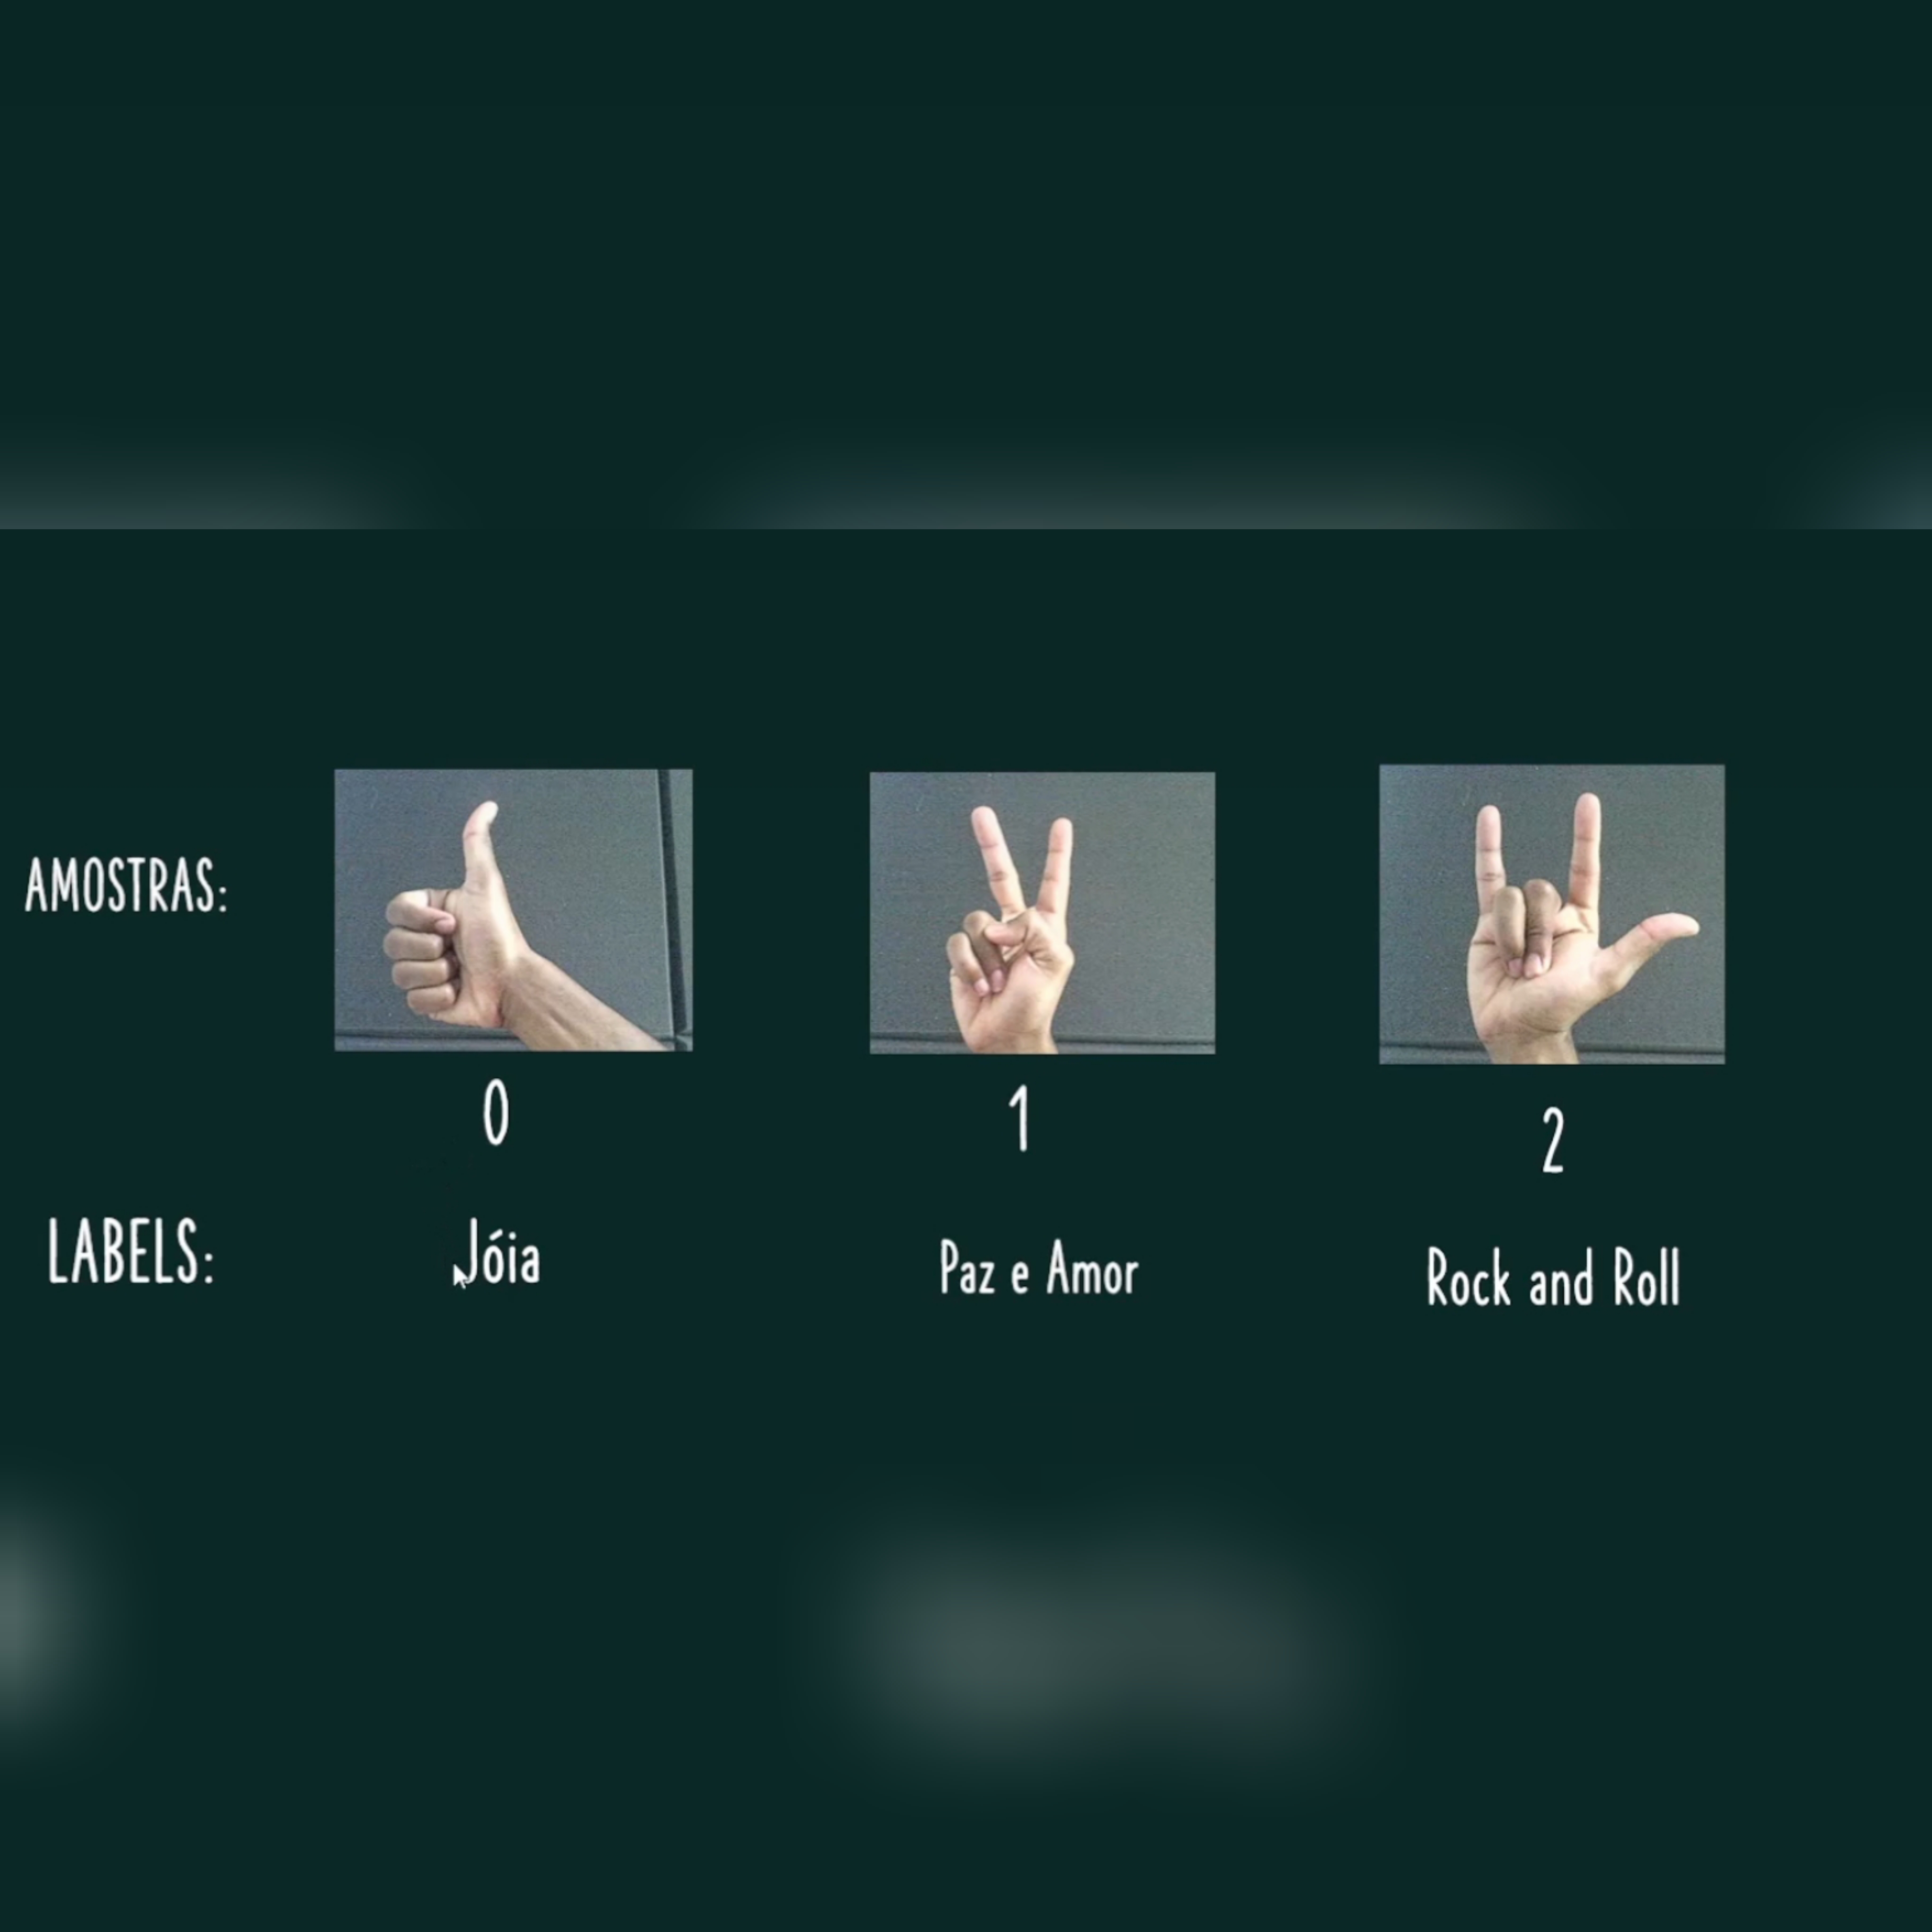 AMOSTRAS:
0
1
2
LABELS:
Jóia
Paz e Amor
Rock and Roll